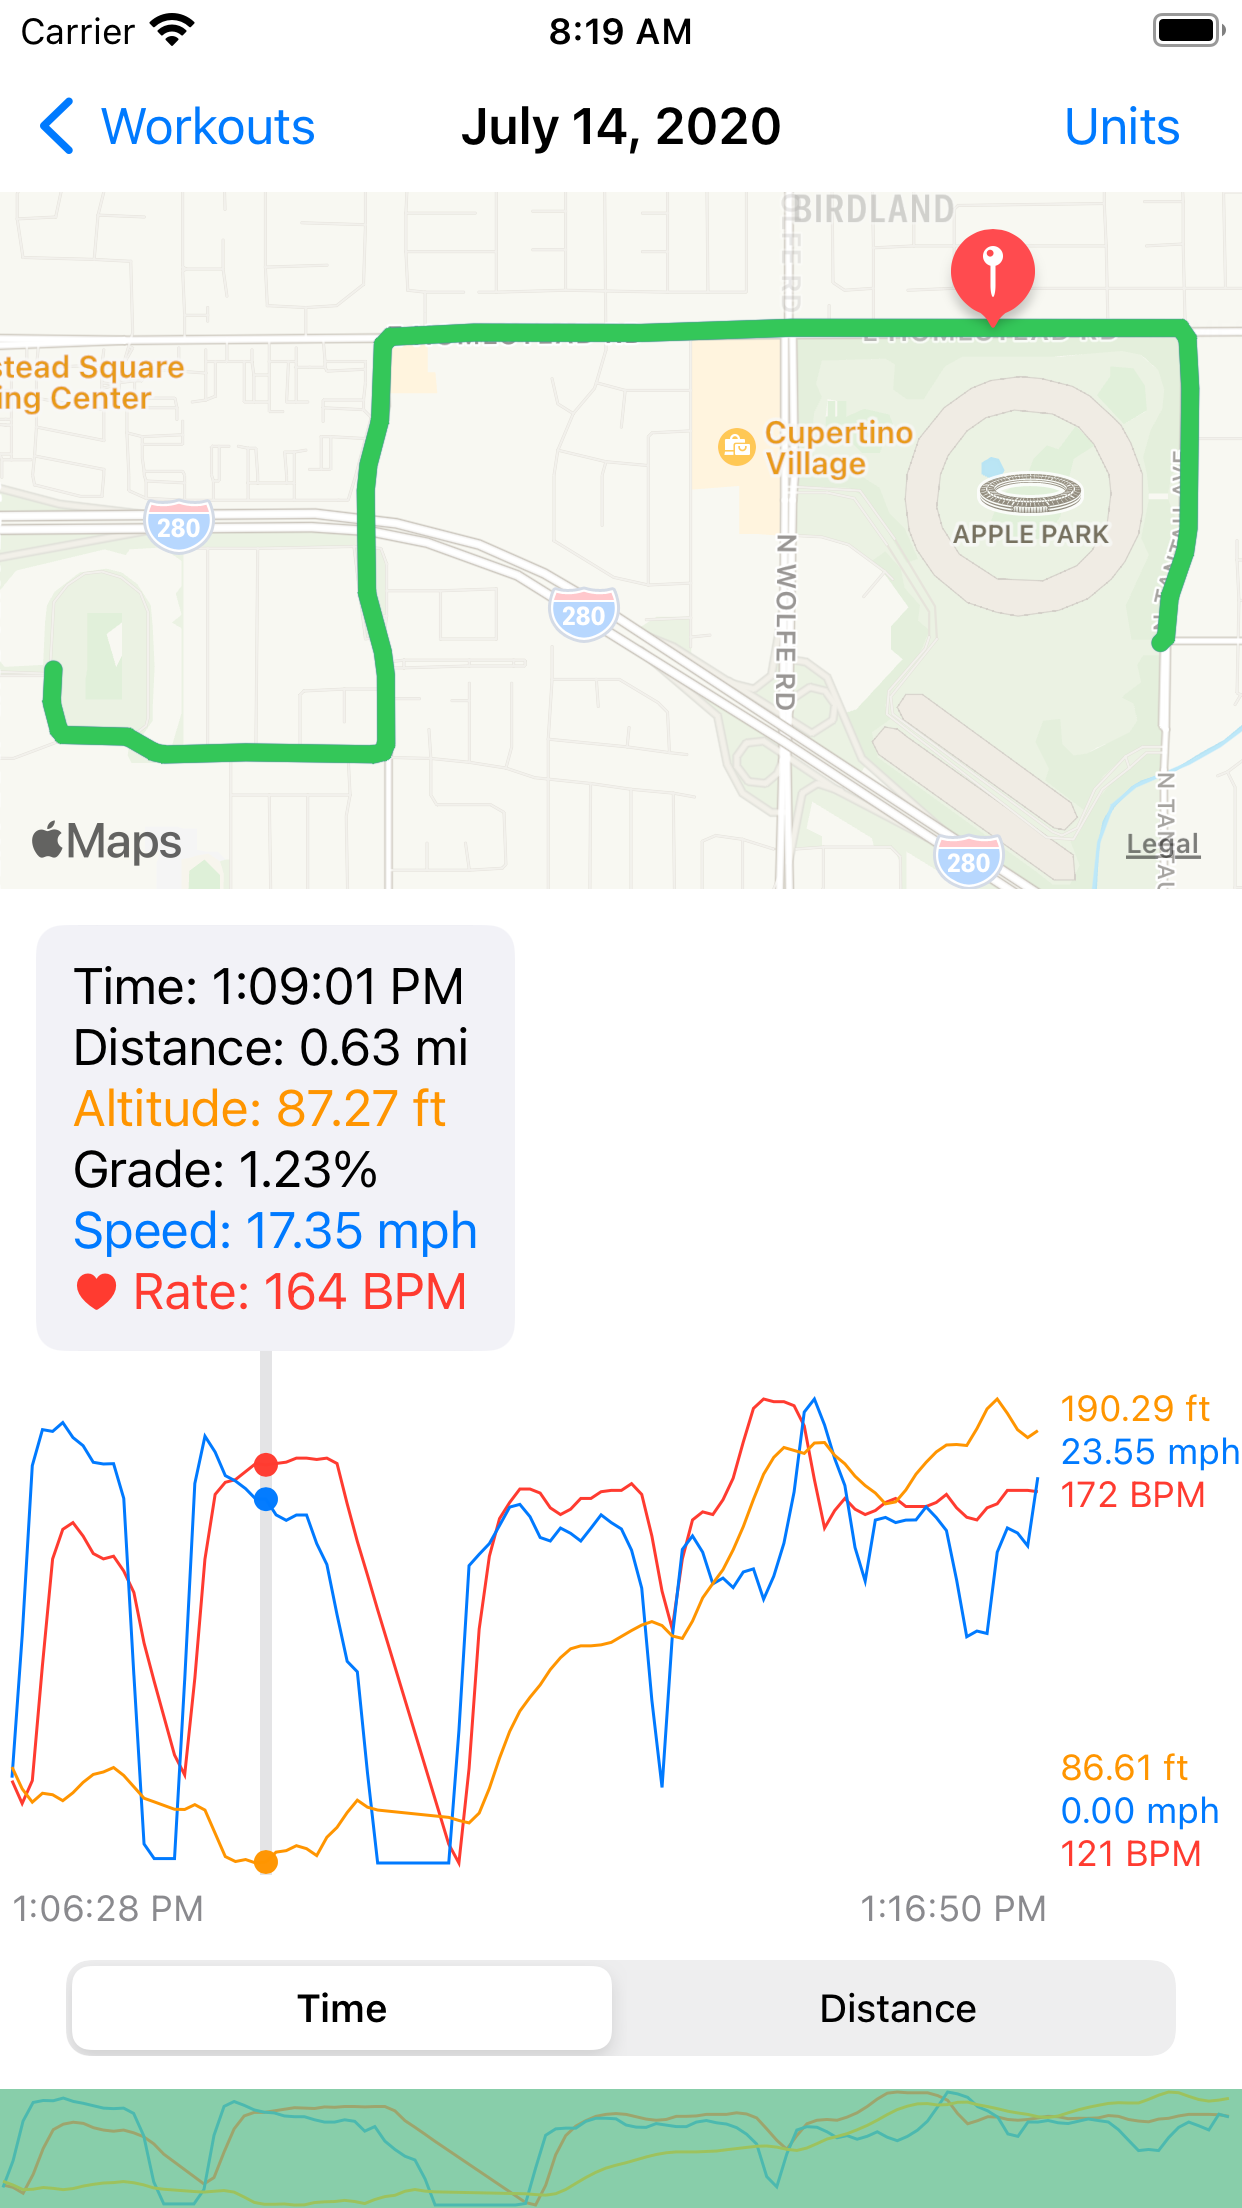 Carrier
8:19 AM
Workouts
July 14, 2020
Units
BIRDLAND
stead Square
ing Center
Cupertino
Village
280
APPLE PARK
280
N WOLFE RD
280
Maps
Legal
Time: 1:09:01 PM
Distance: 0.63 mi
Altitude: 87.27 ft
Grade: 1.23%
Speed: 17.35 mph
Rate: 164 BPM
190.29 ft
23.55 mph
172 BPM
86.61 ft
0.00 mph
121 BPM
1:06:28 PM
1:16:50 PM
Time
Distance